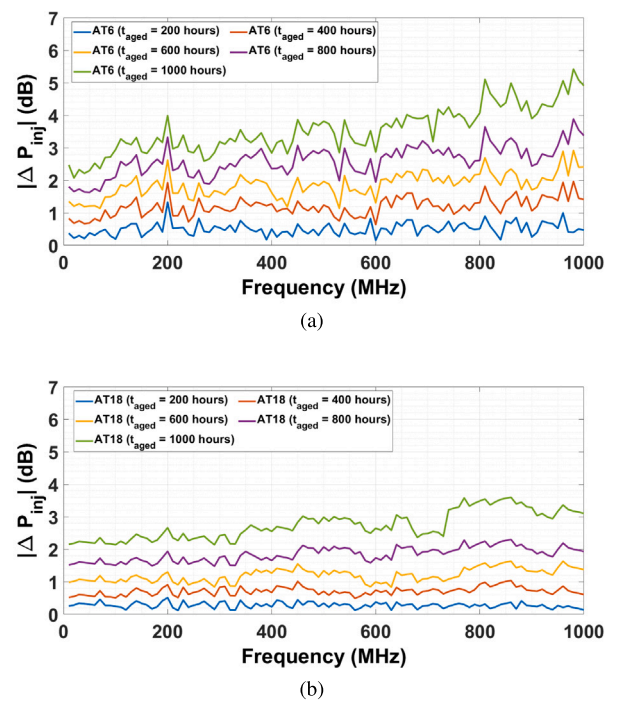 7
6
5
4
3
2
1
0
|Δ P_inj| (dB)
AT6 (t_aged = 200 hours) AT6 (t_aged = 400 hours)
AT6 (t_aged = 600 hours) AT6 (t_aged = 800 hours)
AT6 (t_aged = 1000 hours)
0 200 400 600 800 1000
Frequency (MHz)
(a)
7
6
5
4
3
2
1
0
|Δ P_inj| (dB)
AT18 (t_aged = 200 hours) AT18 (t_aged = 400 hours)
AT18 (t_aged = 600 hours) AT18 (t_aged = 800 hours)
AT18 (t_aged = 1000 hours)
0 200 400 600 800 1000
Frequency (MHz)
(b)